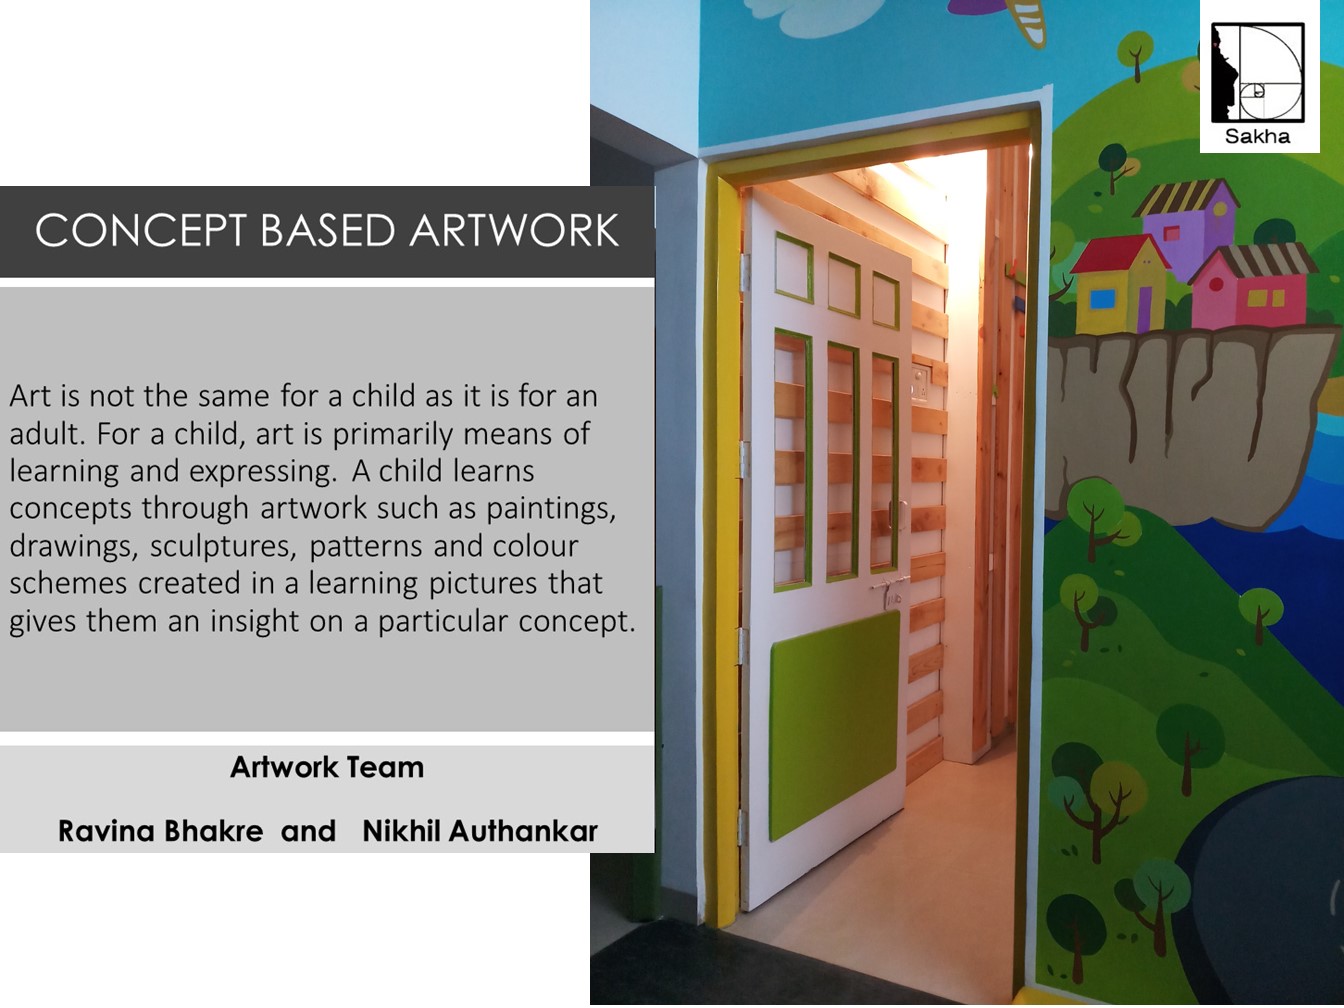 Sakha
CONCEPT BASED ARTWORK
Art is not the same for a child as it is for an
adult. For a child, art is primarily means of
learning and expressing. A child learns
concepts through artwork such as paintings,
drawings, sculptures, patterns and colour
schemes created in a learning pictures that
gives them an insight on a particular concept.
Artwork Team
Ravina Bhakre and Nikhil Authankar